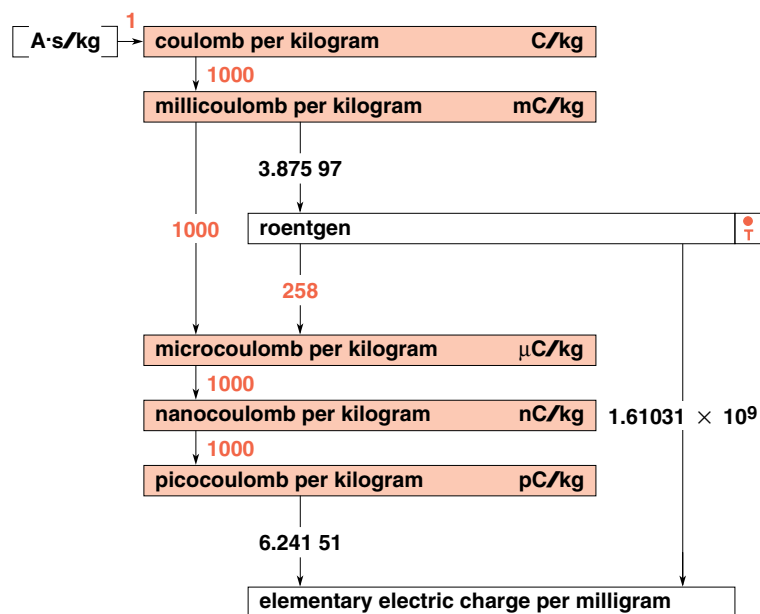 1
[A·s/kg]
coulomb per kilogram C/kg
1000
millicoulomb per kilogram mC/kg
3.875 97
roentgen
T
1000
258
microcoulomb per kilogram µC/kg
1000
nanocoulomb per kilogram nC/kg
1.61031 × 10⁹
1000
picocoulomb per kilogram pC/kg
6.241 51
elementary electric charge per milligram